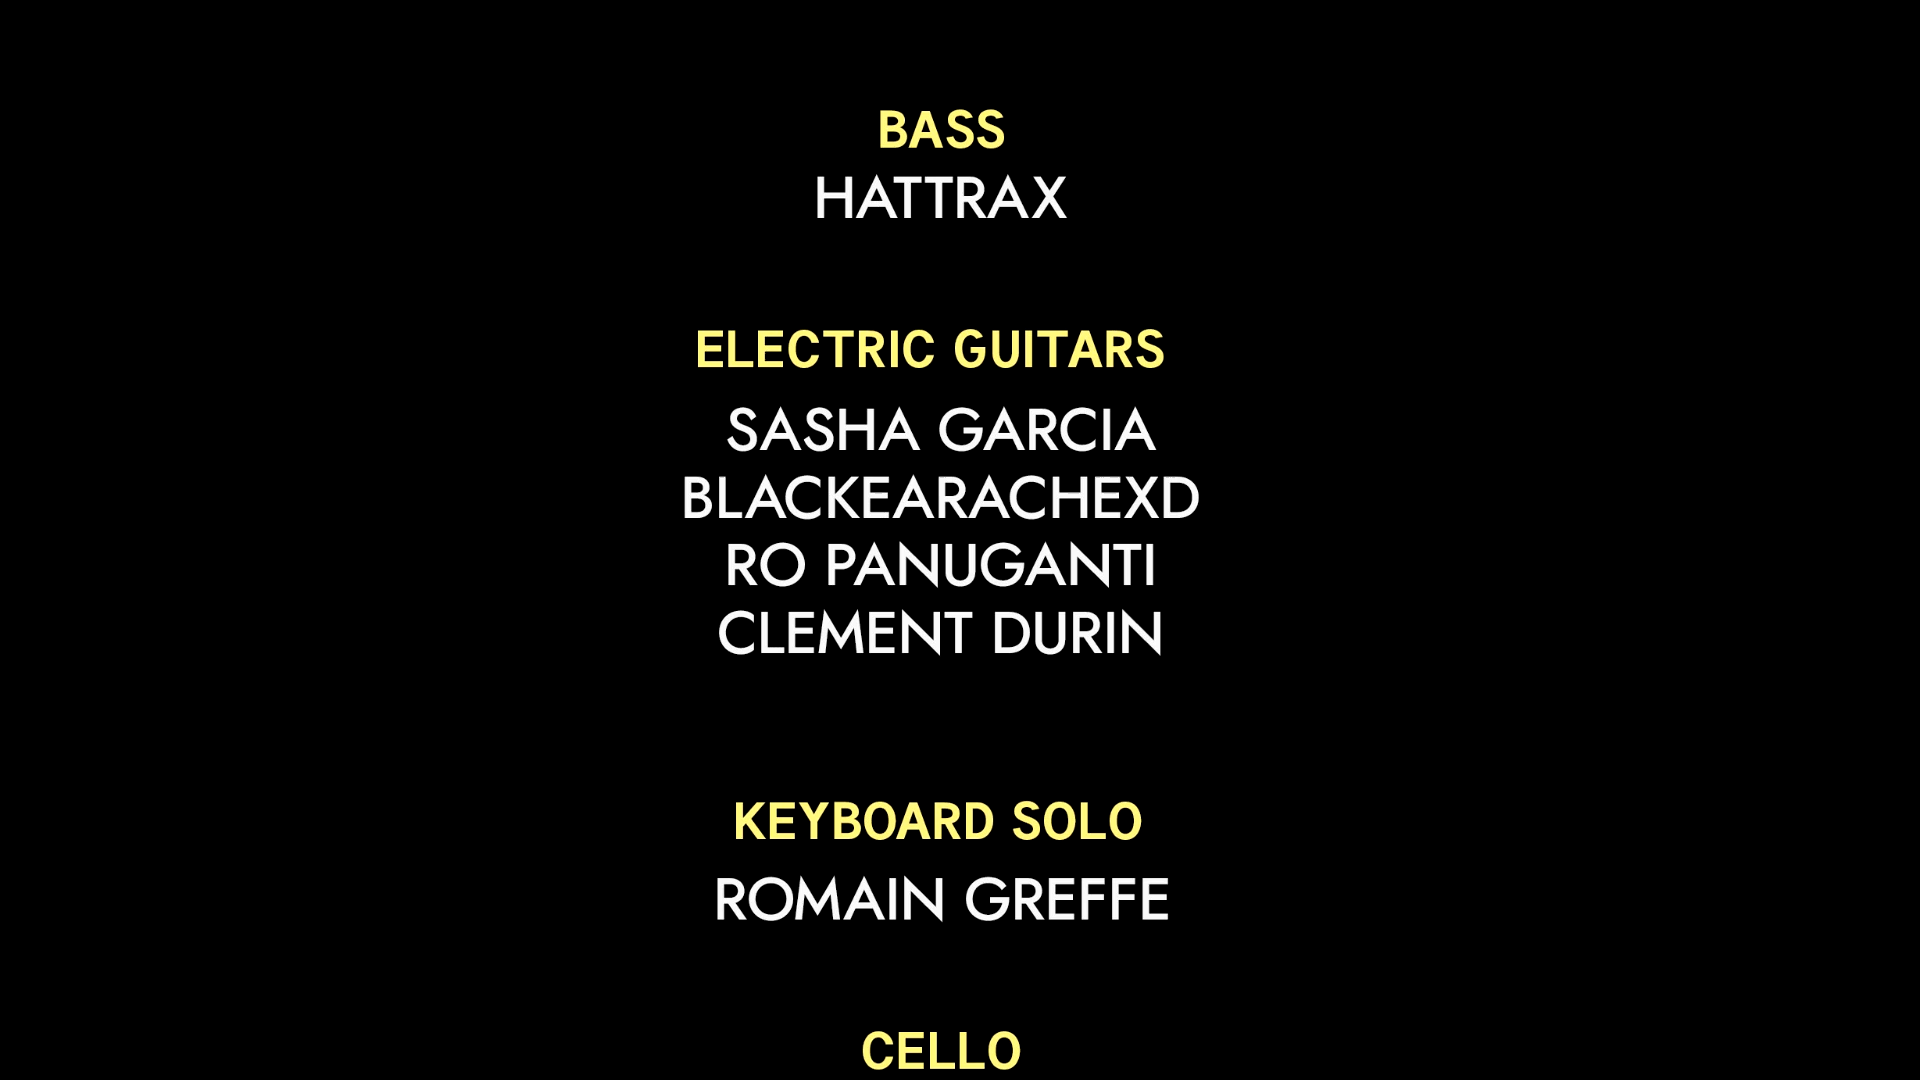 BASS
HATTRAX
ELECTRIC GUITARS
SASHA GARCIA
BLACKEARACHEXD
RO PANUGANTI
CLEMENT DURIN
KEYBOARD SOLO
ROMAIN GREFFE
CELLO